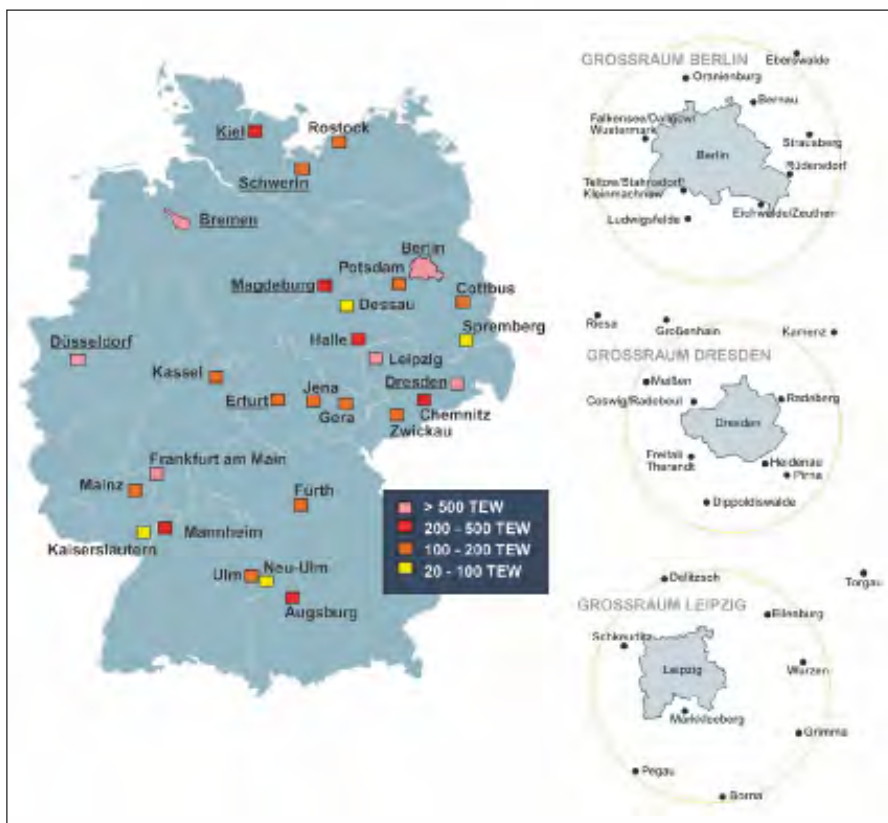 Kiel
Rostock
Schwerin
Bremen
Berlin
Potsdam
Magdeburg
Cottbus
Dessau
Spremberg
Düsseldorf
Halle
Leipzig
Kassel
Dresden
Jena
Erfurt
Gera
Chemnitz
Zwickau
Frankfurt am Main
Mainz
Fürth
Mannheim
Kaiserslautern
Neu-Ulm
Ulm
Augsburg
> 500 TEW
200 - 500 TEW
100 - 200 TEW
20 - 100 TEW
GROSSRAUM BERLIN
Eberswalde
Oranienburg
Bernau
Falkensee/Dallgow/
Wustermark
Strausberg
Berlin
Rüdersdorf
Teltow/Stahnsdorf/
Kleinmachnow
Eichwalde/Zeuthen
Ludwigsfelde
Riesa
Großenhain
Kamenz
GROSSRAUM DRESDEN
Meißen
Coswig/Radebeul
Radeberg
Dresden
Freital/
Tharandt
Heidenau
Pirna
Dippoldiswalde
Delitzsch
Torgau
GROSSRAUM LEIPZIG
Eilenburg
Schkeuditz
Leipzig
Wurzen
Markkleeberg
Grimma
Pegau
Borna